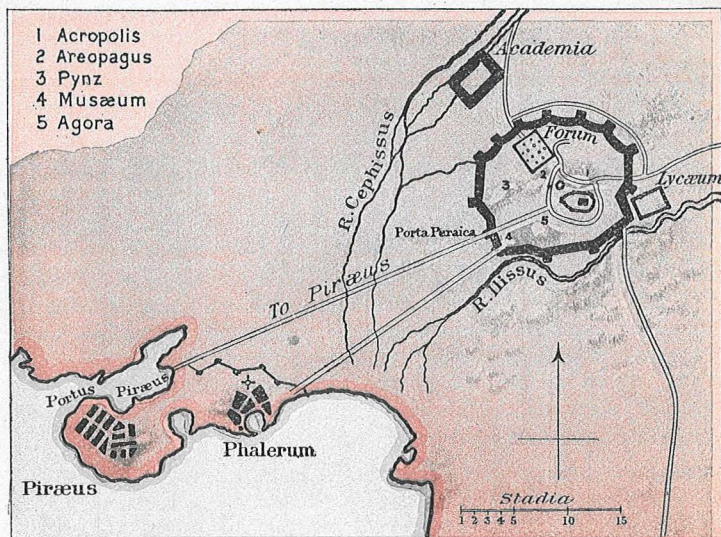 1 Acropolis
2 Areopagus
3 Pynz
4 Musæum
5 Agora
Academia
R. Cephissus
Forum
2
1
3
Lycæum
5
Porta Peraica
4
To Piræus
R. Ilissus
Portus Piræus
Phalerum
Piræus
Stadia
1 2 3 4 5 10 15